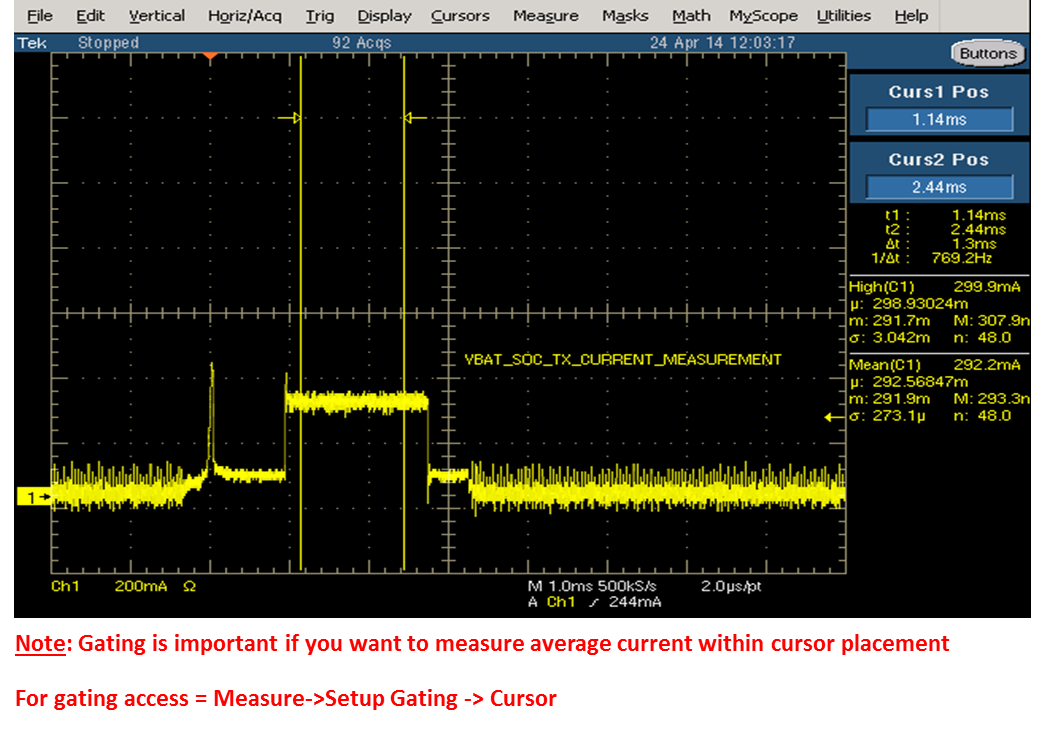 File Edit Vertical Horiz/Acq Trig Display Cursors Measure Masks Math MyScope Utilities Help
Tek Stopped 92 Acqs 24 Apr 14 12:03:17
Buttons
Curs1 Pos
1.14ms
Curs2 Pos
2.44ms
t1 : 1.14ms
t2 : 2.44ms
Δt : 1.3ms
1/Δt : 769.2Hz
High(C1) 299.9mA
µ: 298.93024m
m: 291.7m M: 307.9m
σ: 3.042m n: 48.0
VBAT_SOC_TX_CURRENT_MEASUREMENT
Mean(C1) 292.2mA
µ: 292.56847m
m: 291.9m M: 293.3m
σ: 273.1µ n: 48.0
1
Ch1 200mA Ω M 1.0ms 500kS/s 2.0µs/pt
A Ch1 / 244mA
Note: Gating is important if you want to measure average current within cursor placement
For gating access = Measure->Setup Gating -> Cursor